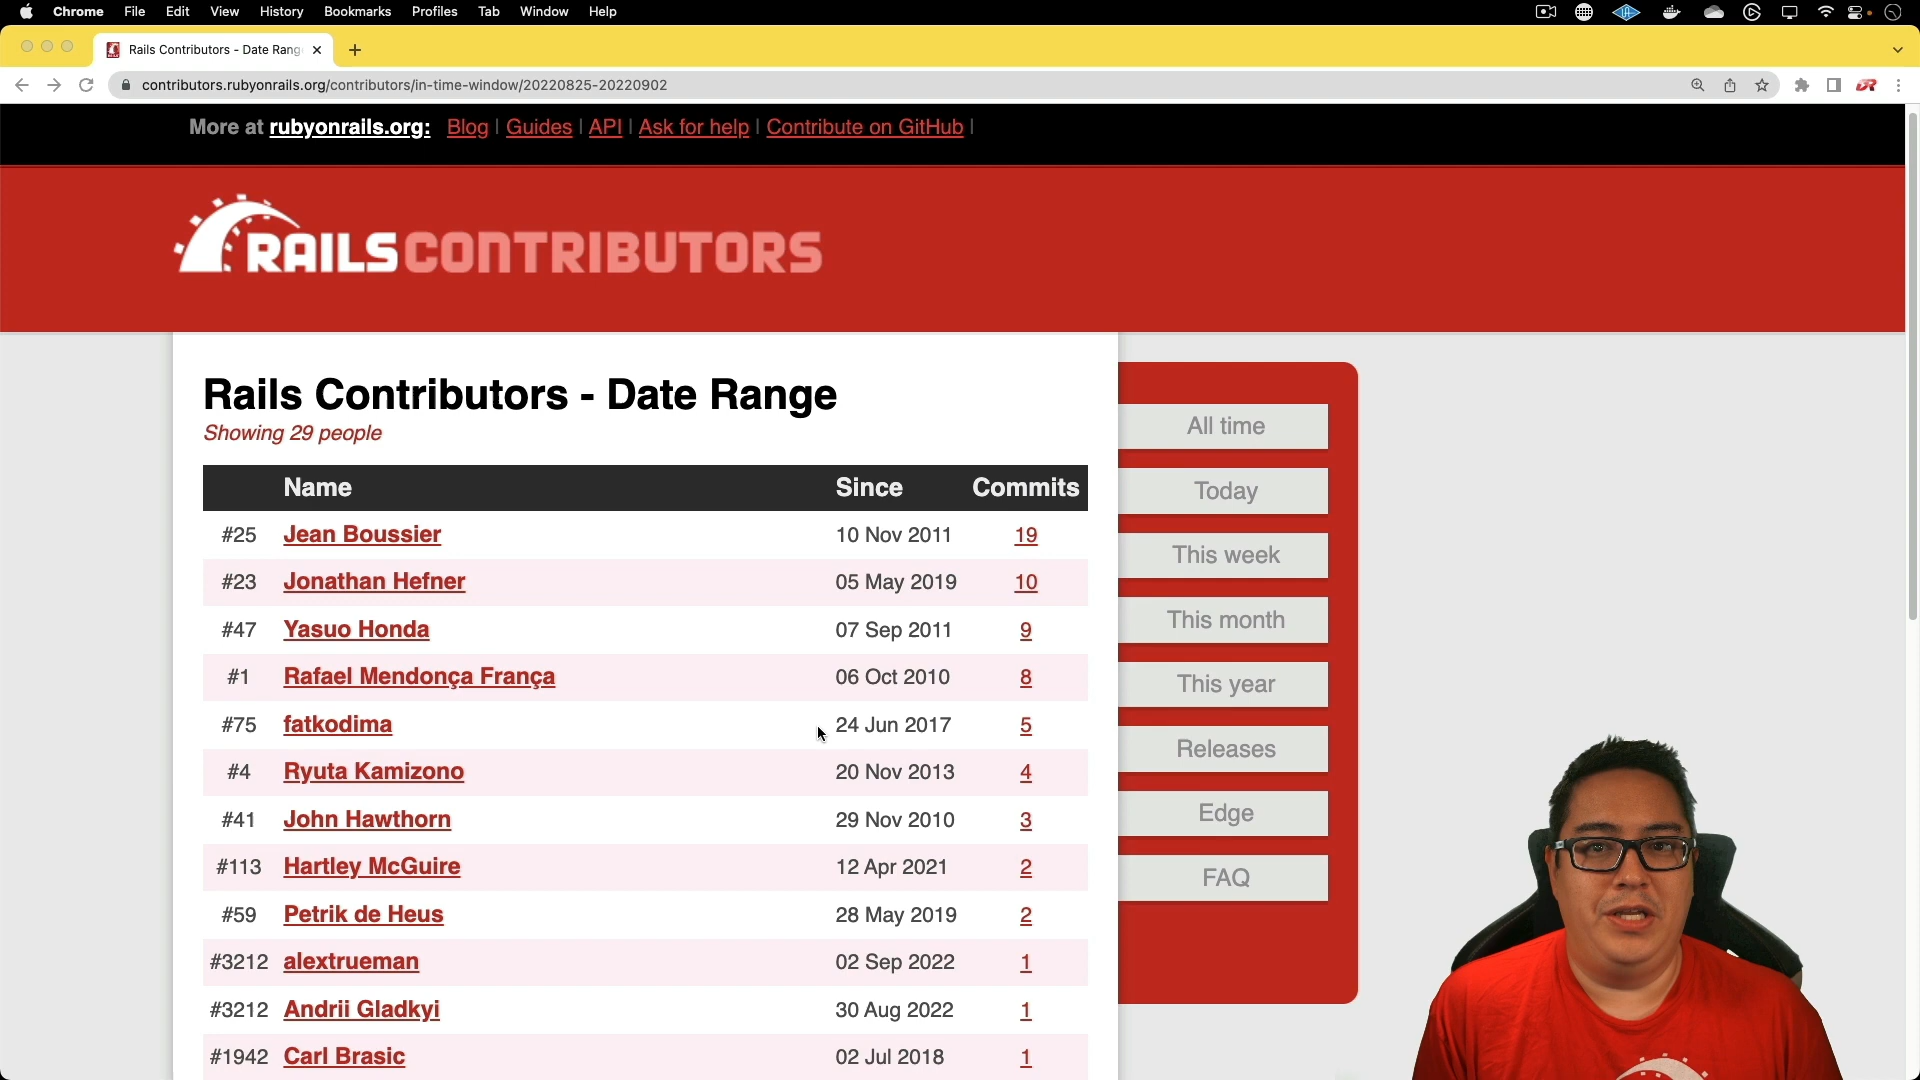 Chrome File Edit View History Bookmarks Profiles Tab Window Help
Rails Contributors - Date Rang
contributors.rubyonrails.org/contributors/in-time-window/20220825-20220902
More at rubyonrails.org: Blog | Guides | API | Ask for help | Contribute on GitHub |
RAILS CONTRIBUTORS
Rails Contributors - Date Range
Showing 29 people
Name Since Commits
#25 Jean Boussier 10 Nov 2011 19
#23 Jonathan Hefner 05 May 2019 10
#47 Yasuo Honda 07 Sep 2011 9
#1 Rafael Mendonça França 06 Oct 2010 8
#75 fatkodima 24 Jun 2017 5
#4 Ryuta Kamizono 20 Nov 2013 4
#41 John Hawthorn 29 Nov 2010 3
#113 Hartley McGuire 12 Apr 2021 2
#59 Petrik de Heus 28 May 2019 2
#3212 alextrueman 02 Sep 2022 1
#3212 Andrii Gladkyi 30 Aug 2022 1
#1942 Carl Brasic 02 Jul 2018 1
All time
Today
This week
This month
This year
Releases
Edge
FAQ